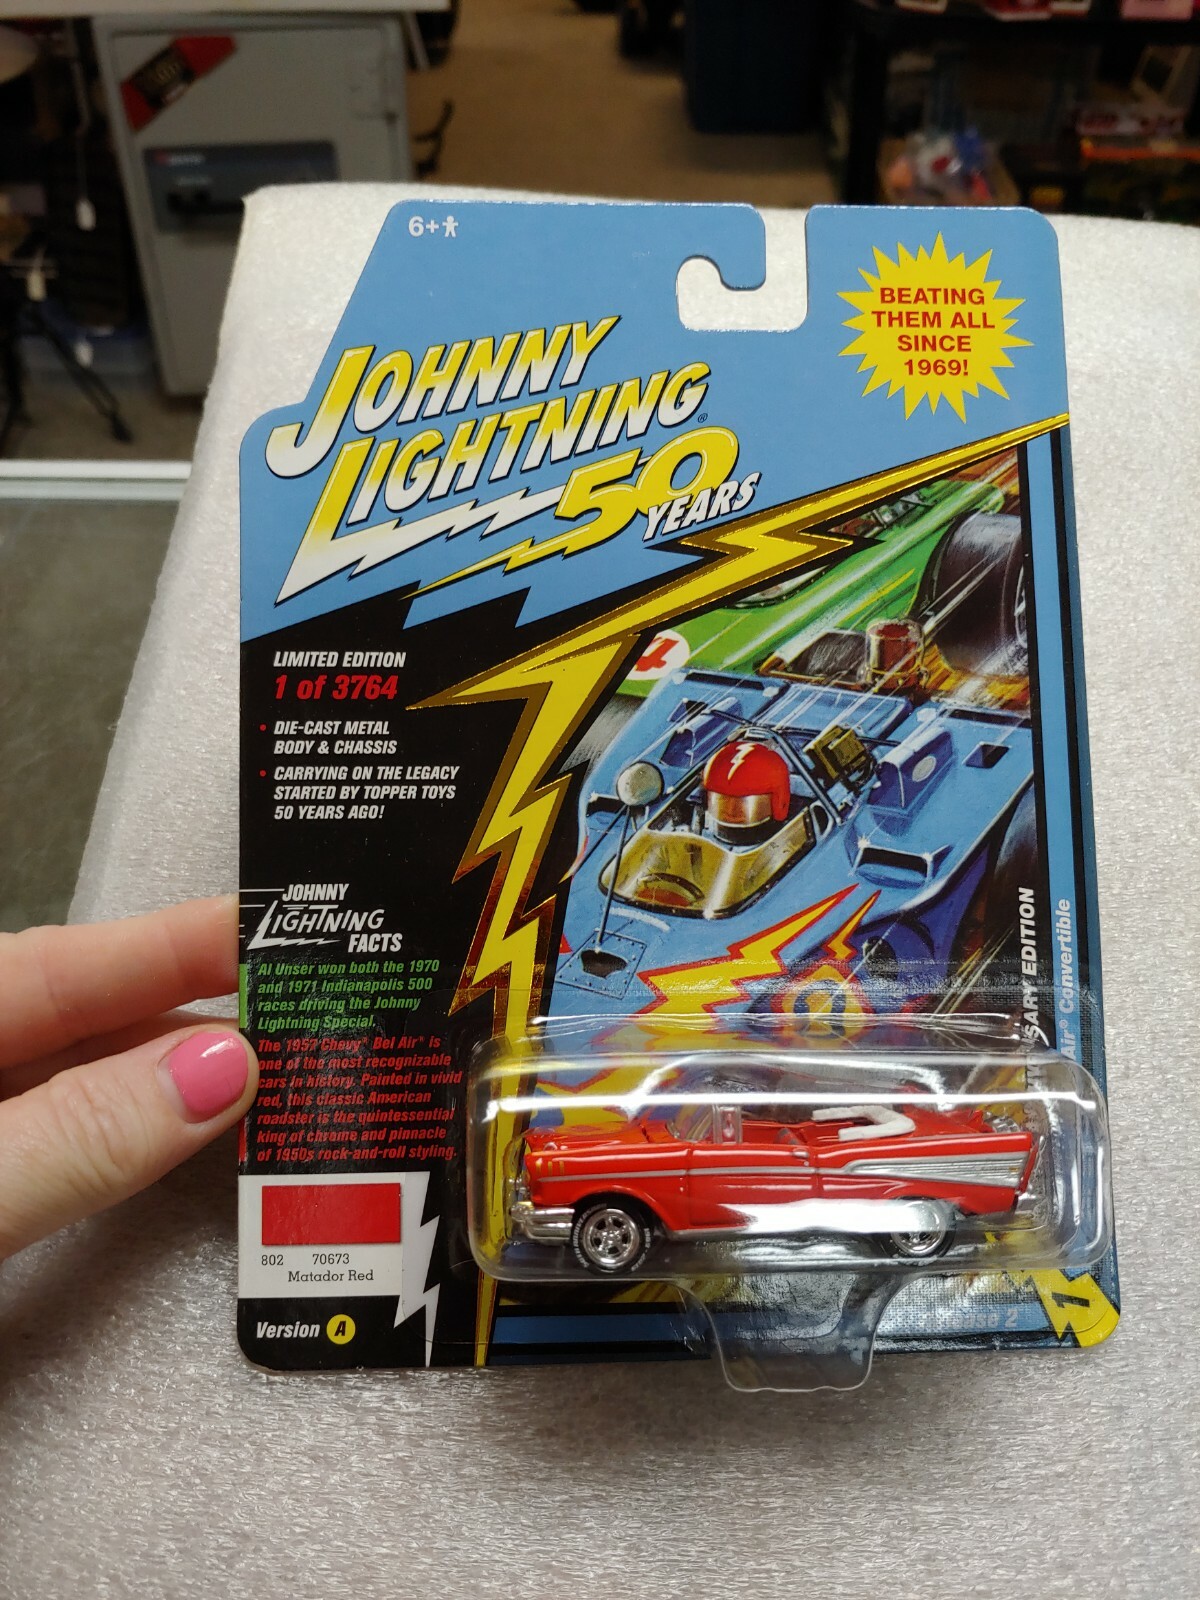 6+
BEATING
THEM ALL
SINCE
1969!
JOHNNY
LIGHTNING®
50
YEARS
LIMITED EDITION
1 of 3764
• DIE-CAST METAL
BODY & CHASSIS
• CARRYING ON THE LEGACY
STARTED BY TOPPER TOYS
50 YEARS AGO!
JOHNNY
LIGHTNING
FACTS
Al Unser won both the 1970
and 1971 Indianapolis 500
races driving the Johnny
Lightning Special.
The 1957 Chevy® Bel Air® is
one of the most recognizable
cars in history. Painted in vivid
red, this classic American
roadster is the quintessential
king of chrome and pinnacle
of 1950s rock-and-roll styling.
802 70673
Matador Red
Version A
4
EDITION
Air® Convertible
2
1